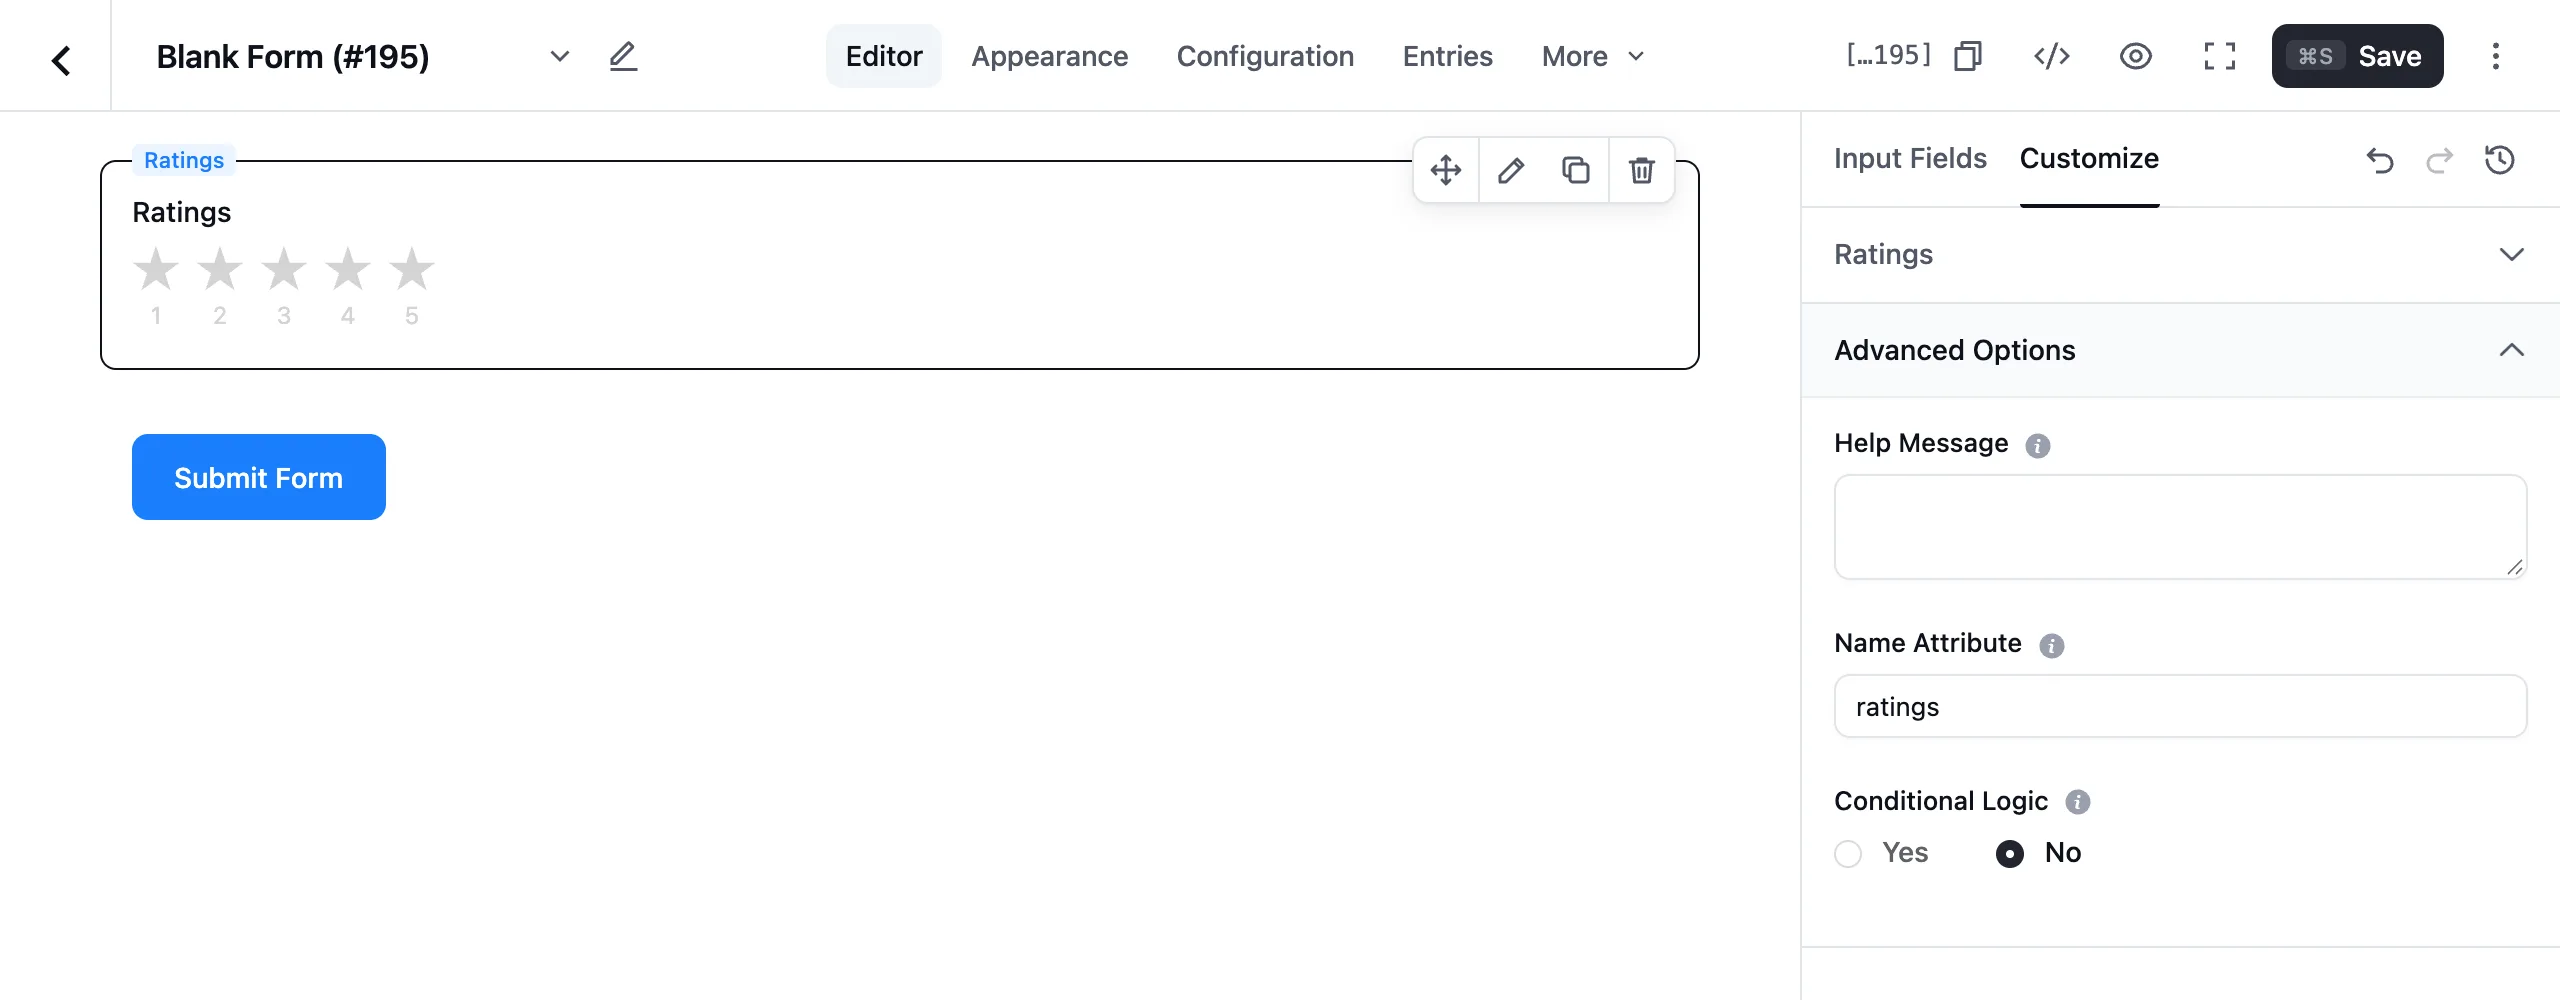 Blank Form (#195)
Editor
Appearance
Configuration
Entries
More
[...195]
⌘S Save
Ratings
Ratings
1 2 3 4 5
Submit Form
Input Fields
Customize
Ratings
Advanced Options
Help Message
Name Attribute
ratings
Conditional Logic
Yes
No